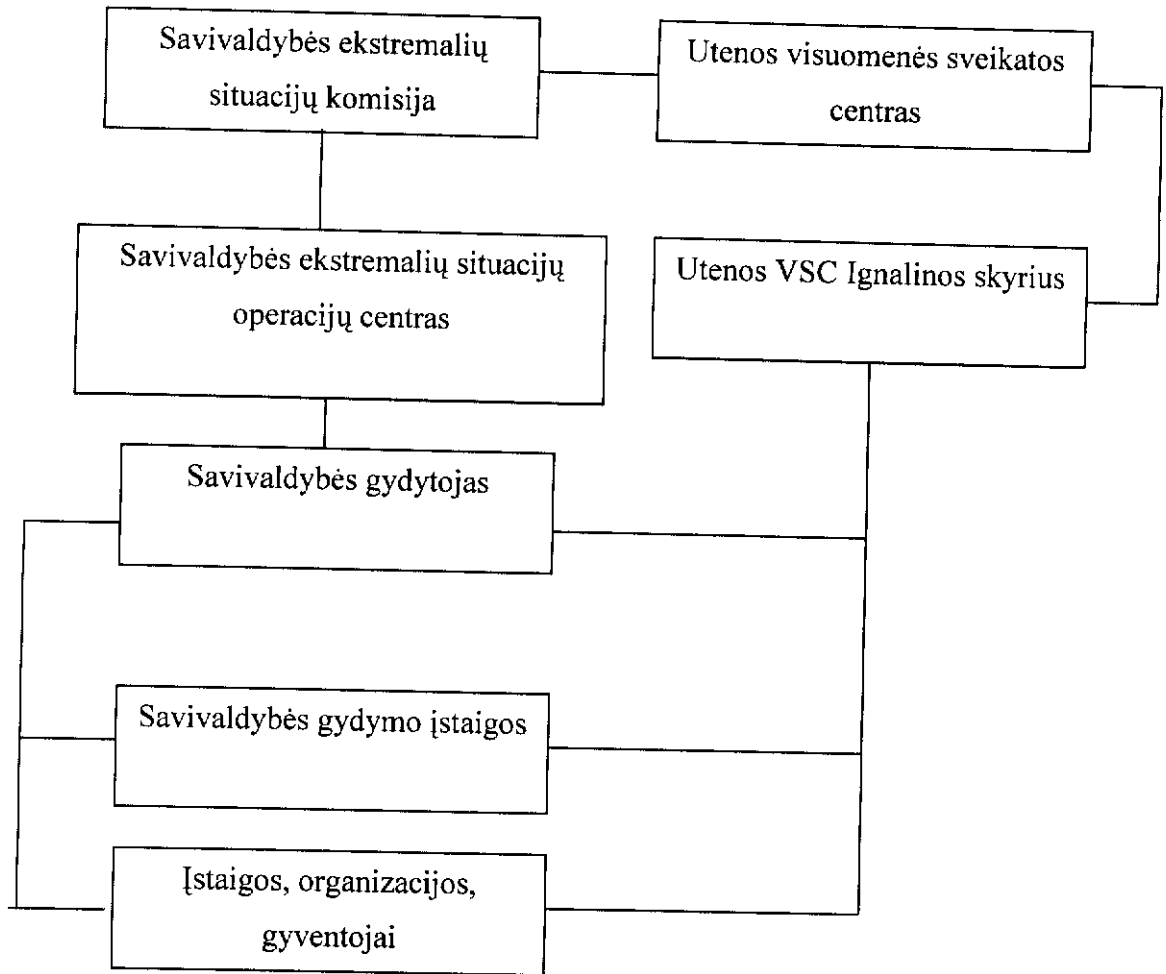 Savivaldybės ekstremalių
situacijų komisija
Utenos visuomenės sveikatos
centras
Savivaldybės ekstremalių situacijų
operacijų centras
Utenos VSC Ignalinos skyrius
Savivaldybės gydytojas
Savivaldybės gydymo įstaigos
Įstaigos, organizacijos,
gyventojai